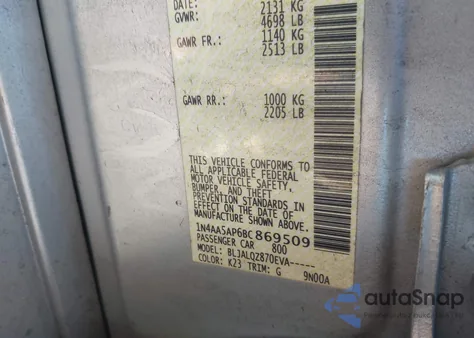 DATE: 2131 KG
GVWR: 4698 LB
GAWR FR.: 1140 KG
2513 LB
GAWR RR.: 1000 KG
2205 LB
THIS VEHICLE CONFORMS TO
ALL APPLICABLE FEDERAL
MOTOR VEHICLE SAFETY,
BUMPER, AND THEFT
PREVENTION STANDARDS IN
EFFECT ON THE DATE OF
MANUFACTURE SHOWN ABOVE.
1N4AA5AP6BC869509
PASSENGER CAR 800
MODEL: BLJALQZ870EVA-----
COLOR: K23 TRIM: G 9N00A
autoSnap